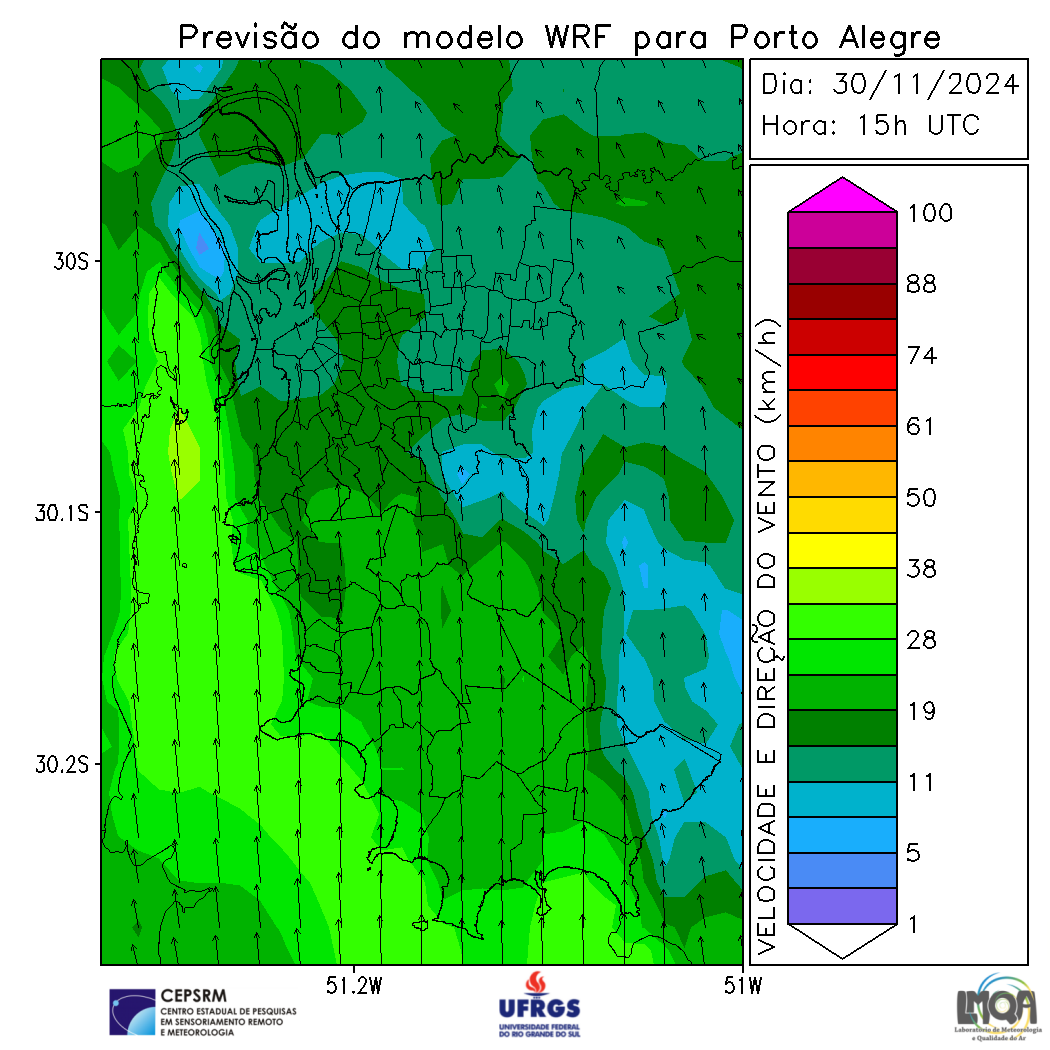 Previsão do modelo WRF para Porto Alegre
Dia: 30/11/2024
Hora: 15h UTC
30S
30.1S
30.2S
51.2W
51W
VELOCIDADE E DIREÇÃO DO VENTO (km/h)
100
88
74
61
50
38
28
19
11
5
1
CEPSRM
CENTRO ESTADUAL DE PESQUISAS
EM SENSORIAMENTO REMOTO
E METEOROLOGIA
UFRGS
UNIVERSIDADE FEDERAL
DO RIO GRANDE DO SUL
LMQA
Laboratório de Meteorologia
e Qualidade do Ar